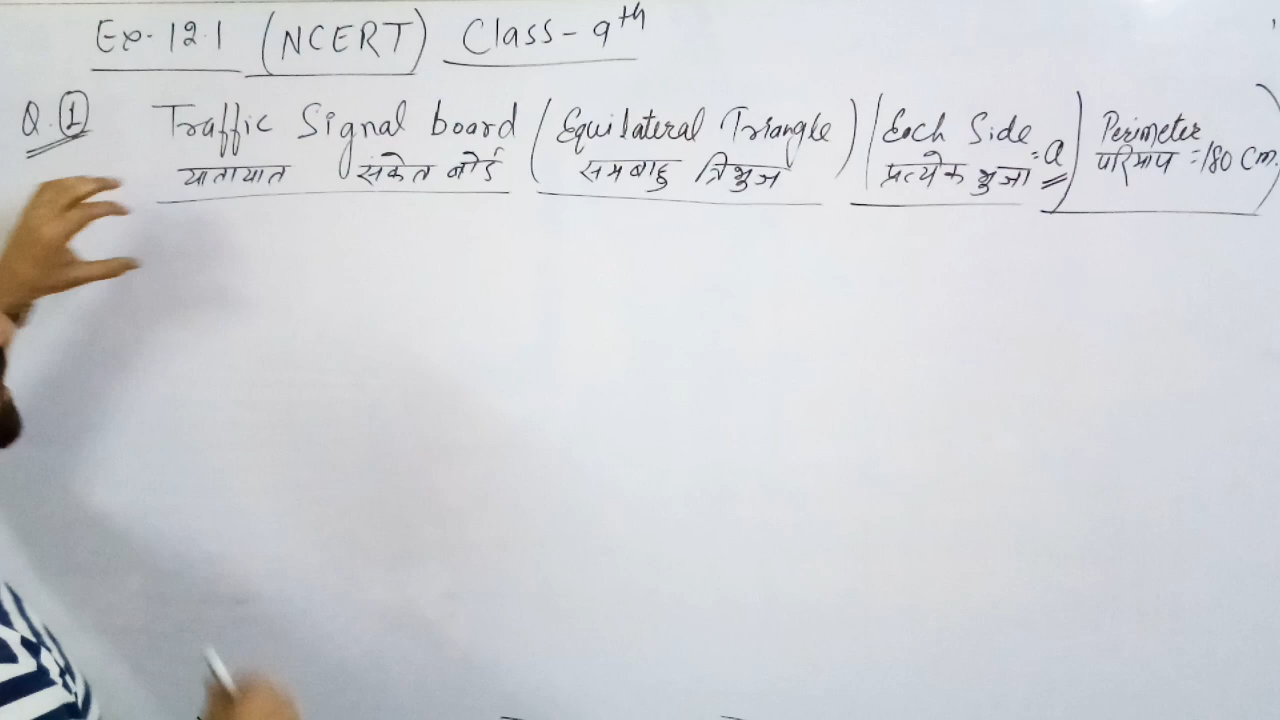 Ex- 12.1 (NCERT) Class - 9th
Q. 1 Traffic Signal board (Equilateral Triangle) (Each Side = a) Perimeter = 180 cm)
यातायात संकेत बोर्ड समबाहु त्रिभुज प्रत्येक भुजा परिमाप